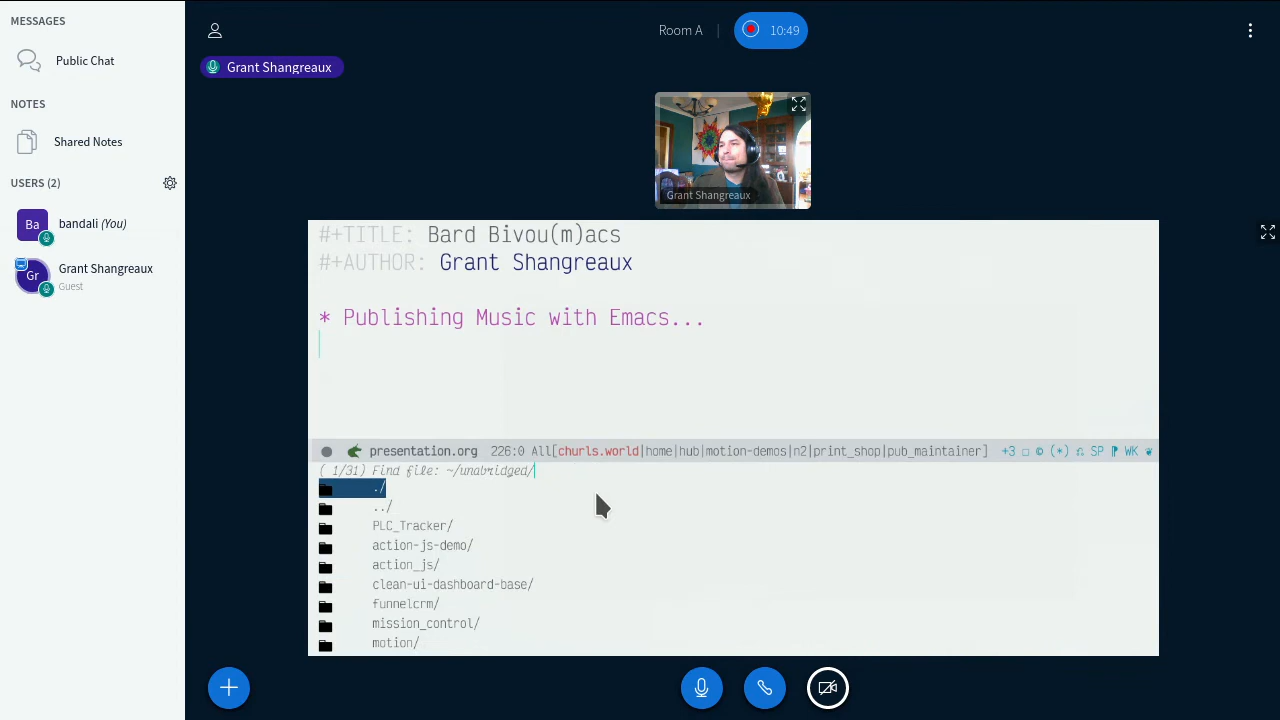 MESSAGES
Public Chat
NOTES
Shared Notes
USERS (2)
Ba
bandali (You)
Gr
Grant Shangreaux
Guest
Room A
10:49
Grant Shangreaux
Grant Shangreaux
#+TITLE: Bard Bivou(m)acs
#+AUTHOR: Grant Shangreaux
* Publishing Music with Emacs...
presentation.org 226:0 All[churls.world|home|hub|motion-demos|n2|print_shop|pub_maintainer] +3 □ © (*) ⎌ SP ⁋ WK ❦
( 1/31) Find file: ~/unabridged/
./
../
PLC_Tracker/
action-js-demo/
action_js/
clean-ui-dashboard-base/
funnelcrm/
mission_control/
motion/